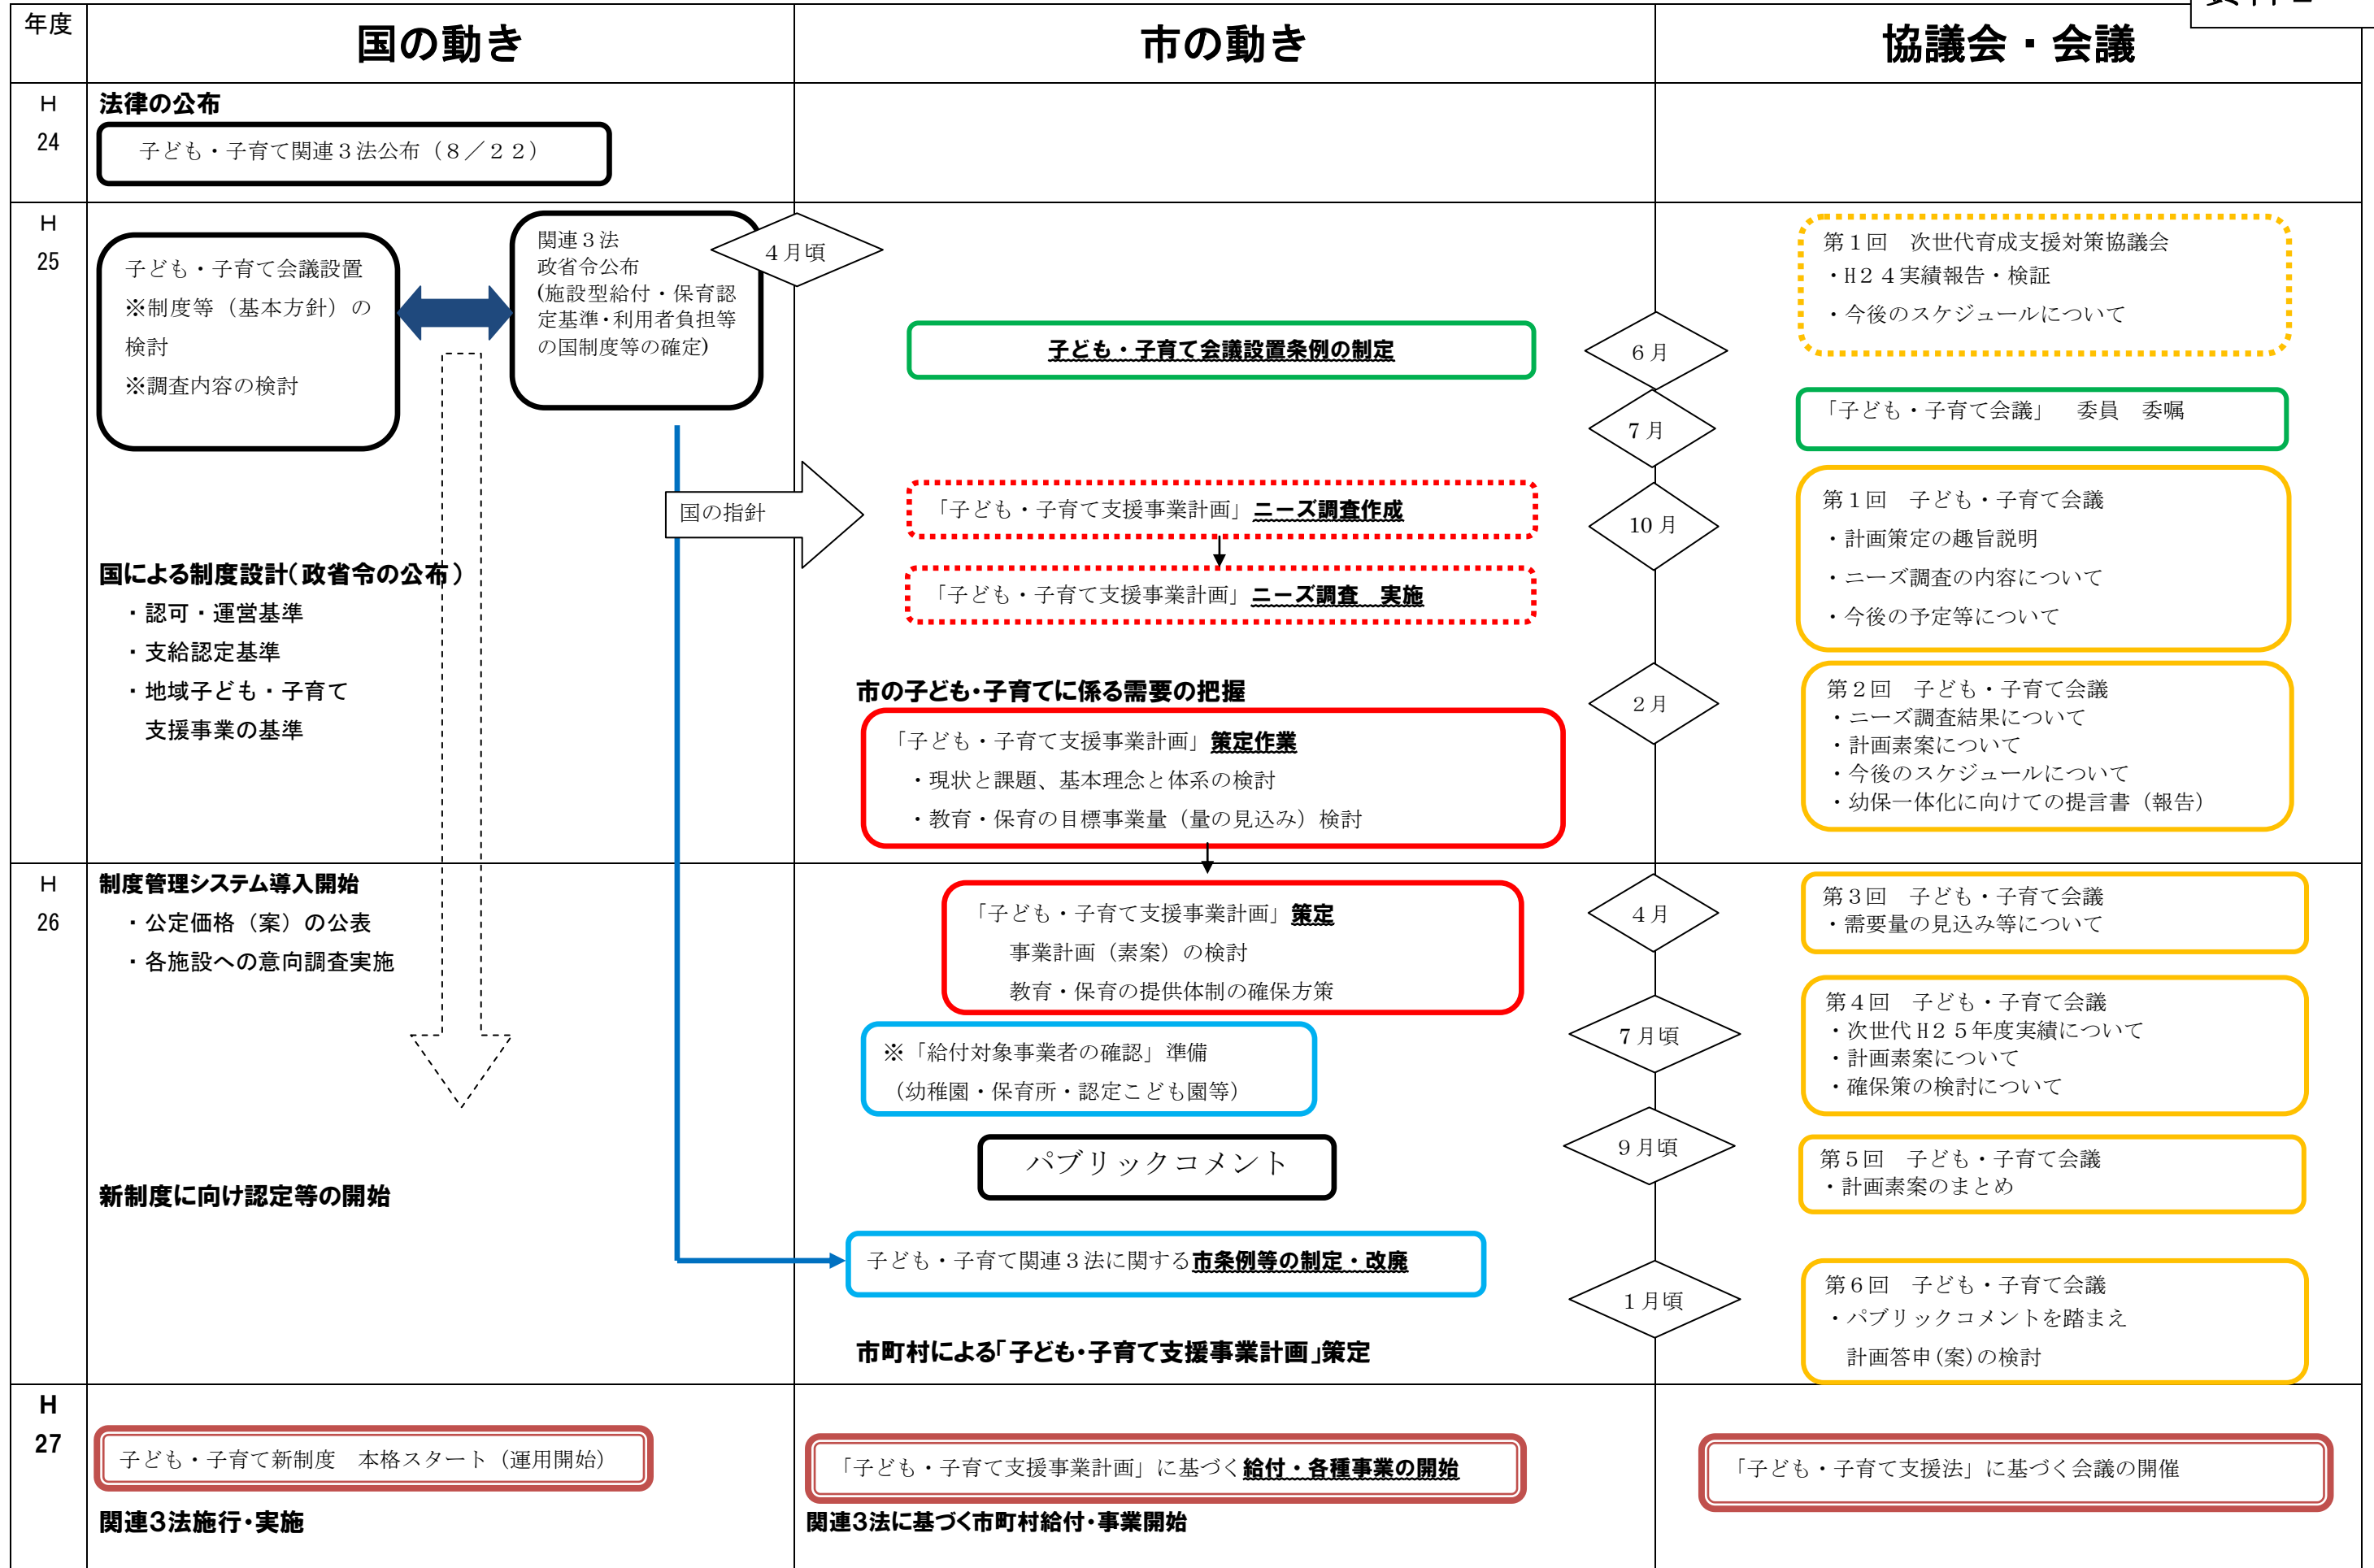 年度
国の動き
市の動き
協議会・会議
H
24
法律の公布
子ども・子育て関連３法公布（８／２２）
H
25
子ども・子育て会議設置
※制度等（基本方針）の
検討
※調査内容の検討
関連３法
政省令公布
(施設型給付・保育認
定基準・利用者負担等
の国制度等の確定)
国による制度設計(政省令の公布)
・認可・運営基準
・支給認定基準
・地域子ども・子育て
支援事業の基準
４月頃
国の指針
子ども・子育て会議設置条例の制定
「子ども・子育て支援事業計画」ニーズ調査作成
「子ども・子育て支援事業計画」ニーズ調査　実施
市の子ども・子育てに係る需要の把握
「子ども・子育て支援事業計画」策定作業
・現状と課題、基本理念と体系の検討
・教育・保育の目標事業量（量の見込み）検討
６月
７月
10月
２月
第１回　次世代育成支援対策協議会
・H２４実績報告・検証
・今後のスケジュールについて
「子ども・子育て会議」　委員　委嘱
第１回　子ども・子育て会議
・計画策定の趣旨説明
・ニーズ調査の内容について
・今後の予定等について
第２回　子ども・子育て会議
・ニーズ調査結果について
・計画素案について
・今後のスケジュールについて
・幼保一体化に向けての提言書（報告）
H
26
制度管理システム導入開始
・公定価格（案）の公表
・各施設への意向調査実施
新制度に向け認定等の開始
「子ども・子育て支援事業計画」策定
事業計画（素案）の検討
教育・保育の提供体制の確保方策
※「給付対象事業者の確認」準備
（幼稚園・保育所・認定こども園等）
パブリックコメント
子ども・子育て関連３法に関する市条例等の制定・改廃
市町村による「子ども・子育て支援事業計画」策定
４月
７月頃
９月頃
１月頃
第３回　子ども・子育て会議
・需要量の見込み等について
第４回　子ども・子育て会議
・次世代H２５年度実績について
・計画素案について
・確保策の検討について
第５回　子ども・子育て会議
・計画素案のまとめ
第６回　子ども・子育て会議
・パブリックコメントを踏まえ
計画答申(案)の検討
H
27
子ども・子育て新制度　本格スタート（運用開始）
関連３法施行・実施
「子ども・子育て支援事業計画」に基づく給付・各種事業の開始
関連３法に基づく市町村給付・事業開始
「子ども・子育て支援法」に基づく会議の開催